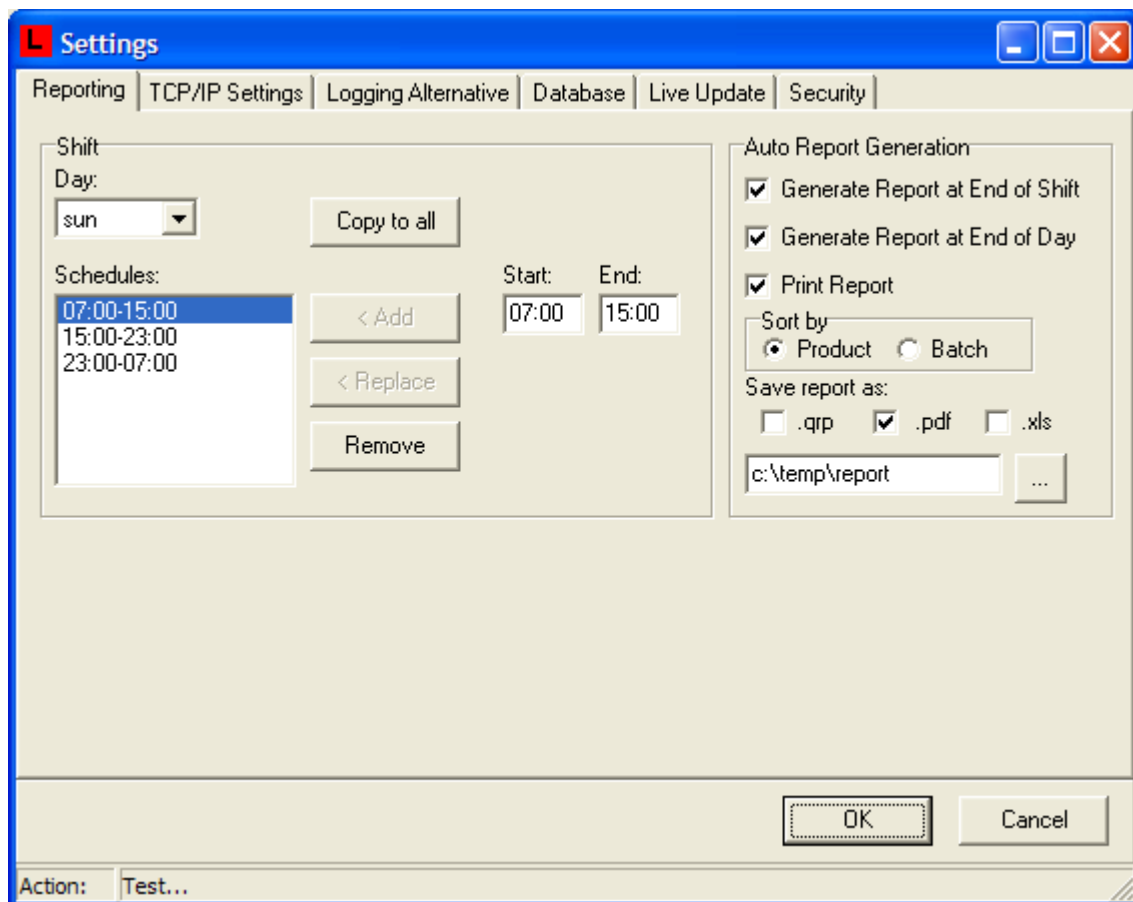 L Settings
Reporting TCP/IP Settings Logging Alternative Database Live Update Security
Shift
Day:
sun
Copy to all
Schedules:
07:00-15:00
15:00-23:00
23:00-07:00
< Add
< Replace
Remove
Start: End:
07:00 15:00
Auto Report Generation
Generate Report at End of Shift
Generate Report at End of Day
Print Report
Sort by
Product Batch
Save report as:
.qrp .pdf .xls
c:\temp\report ...
OK Cancel
Action: Test...